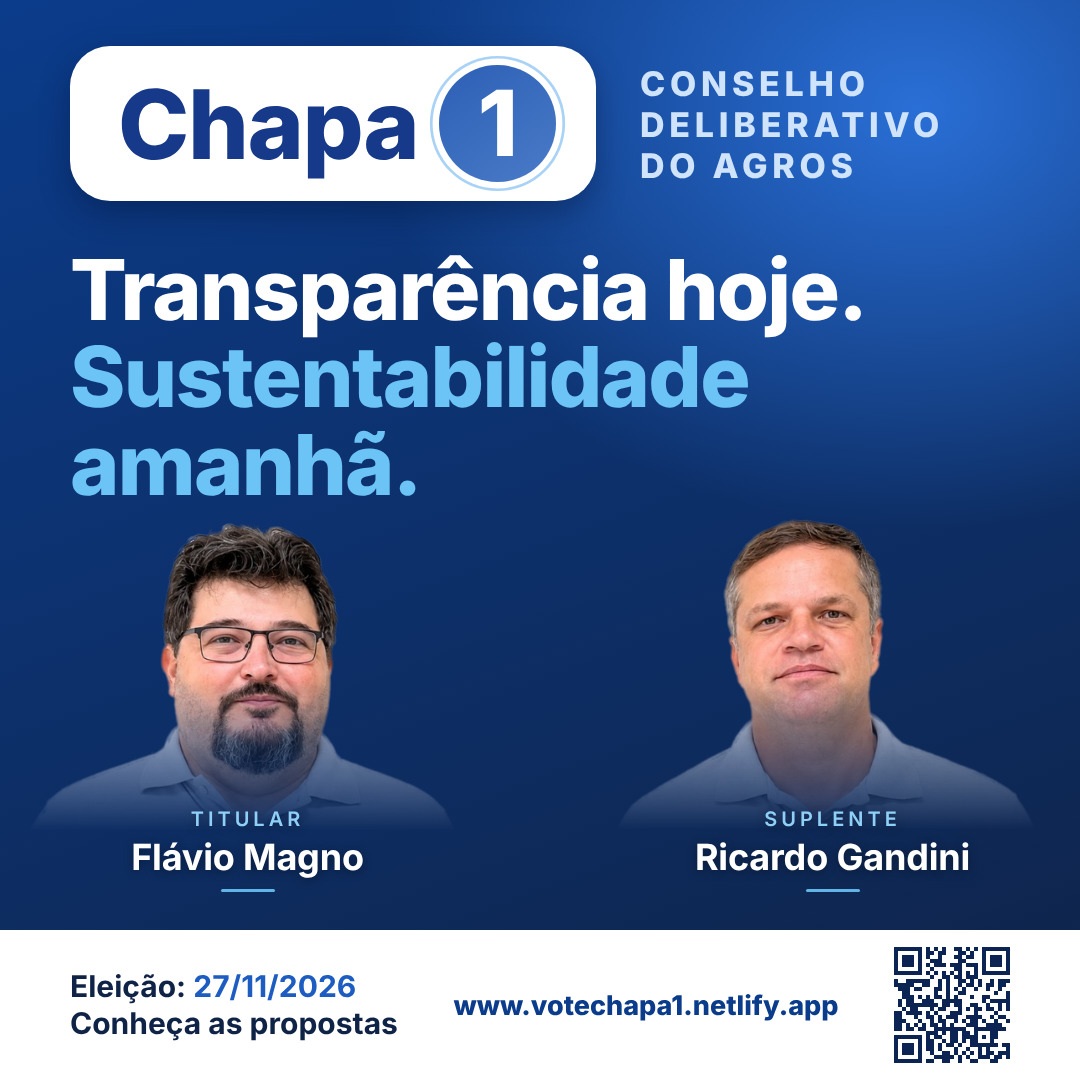 Chapa 1
CONSELHO
DELIBERATIVO
DO AGROS
Transparência hoje.
Sustentabilidade
amanhã.
TITULAR
Flávio Magno
SUPLENTE
Ricardo Gandini
Eleição: 27/11/2026
Conheça as propostas
www.votechapa1.netlify.app